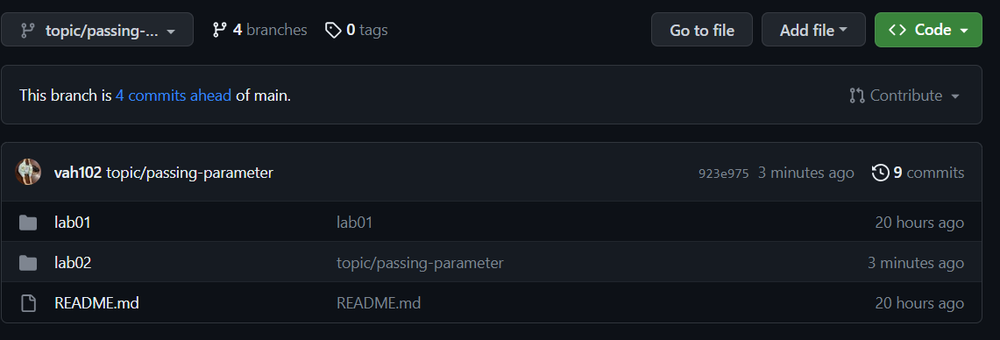 topic/passing-... 4 branches 0 tags Go to file Add file Code
This branch is 4 commits ahead of main. Contribute
vah102 topic/passing-parameter 923e975 3 minutes ago 9 commits
lab01 lab01 20 hours ago
lab02 topic/passing-parameter 3 minutes ago
README.md README.md 20 hours ago